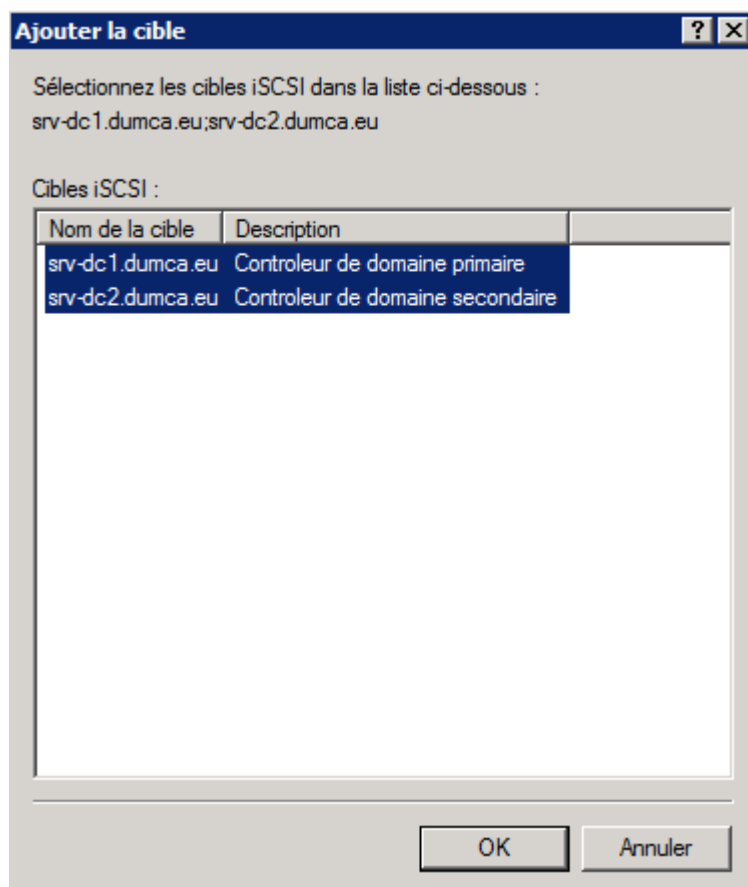 Ajouter la cible
Sélectionnez les cibles iSCSI dans la liste ci-dessous :
srv-dc1.dumca.eu;srv-dc2.dumca.eu
Cibles iSCSI :
Nom de la cible Description
srv-dc1.dumca.eu Controleur de domaine primaire
srv-dc2.dumca.eu Controleur de domaine secondaire
OK Annuler